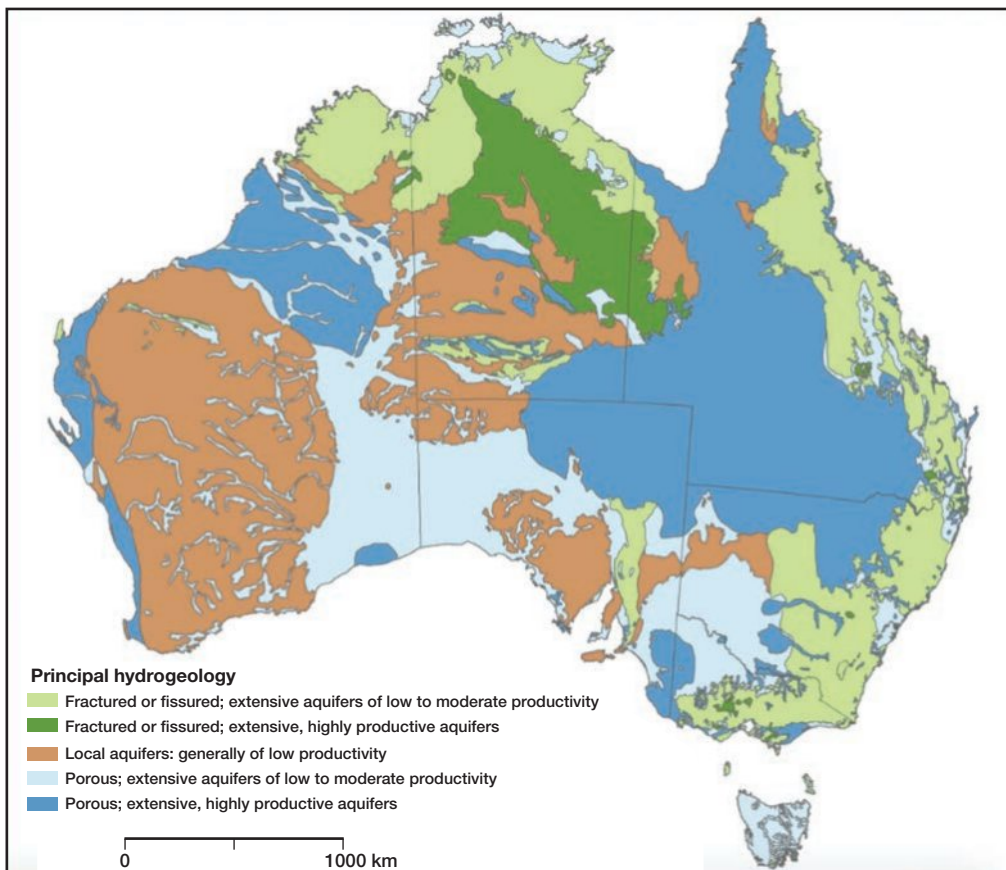 Principal hydrogeology
Fractured or fissured; extensive aquifers of low to moderate productivity
Fractured or fissured; extensive, highly productive aquifers
Local aquifers: generally of low productivity
Porous; extensive aquifers of low to moderate productivity
Porous; extensive, highly productive aquifers
0 1000 km